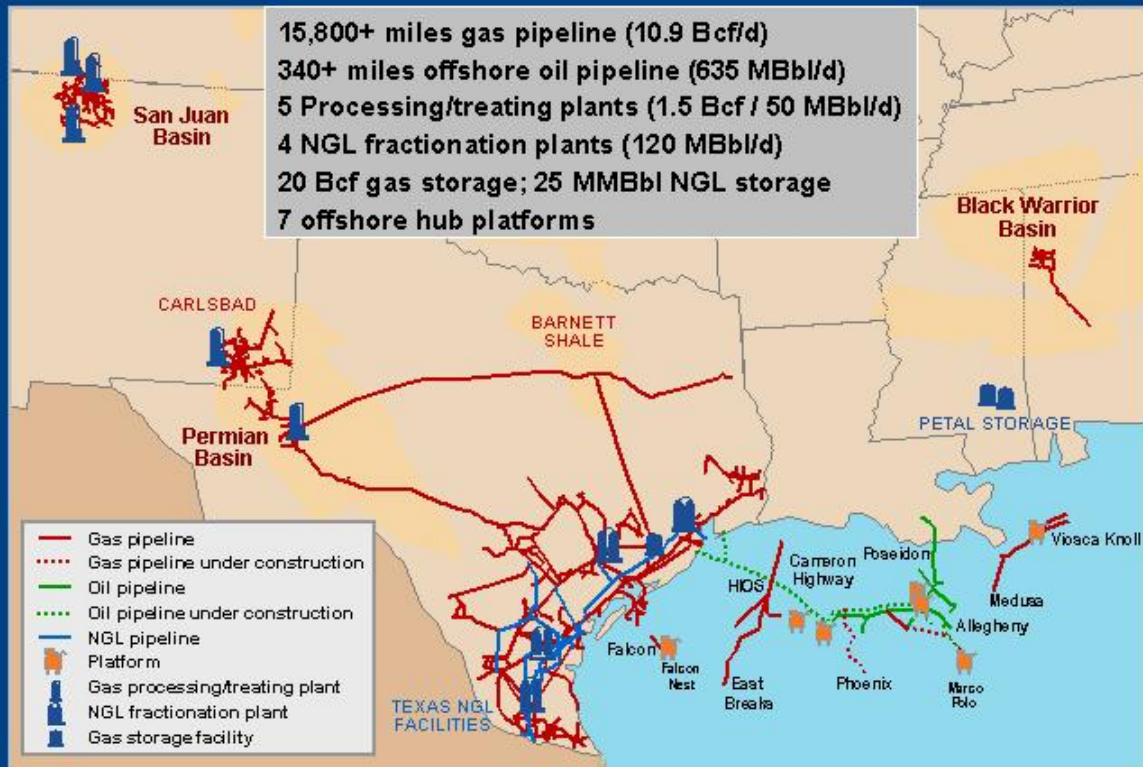 15,800+ miles gas pipeline (10.9 Bcf/d)
340+ miles offshore oil pipeline (635 MBbl/d)
5 Processing/treating plants (1.5 Bcf / 50 MBbl/d)
4 NGL fractionation plants (120 MBbl/d)
20 Bcf gas storage; 25 MMBbl NGL storage
7 offshore hub platforms
San Juan
Basin
Black Warrior
Basin
CARLSBAD
BARNETT
SHALE
PETAL STORAGE
Permian
Basin
Gas pipeline
Gas pipeline under construction
Oil pipeline
Oil pipeline under construction
NGL pipeline
Platform
Gas processing/treating plant
NGL fractionation plant
Gas storage facility
TEXAS NGL
FACILITIES
Falcon
Falcon
Nest
HIOS
East
Breaks
Cameron
Highway
Poseidon
Phoenix
Allegheny
Marco
Polo
Medusa
Viosca Knoll